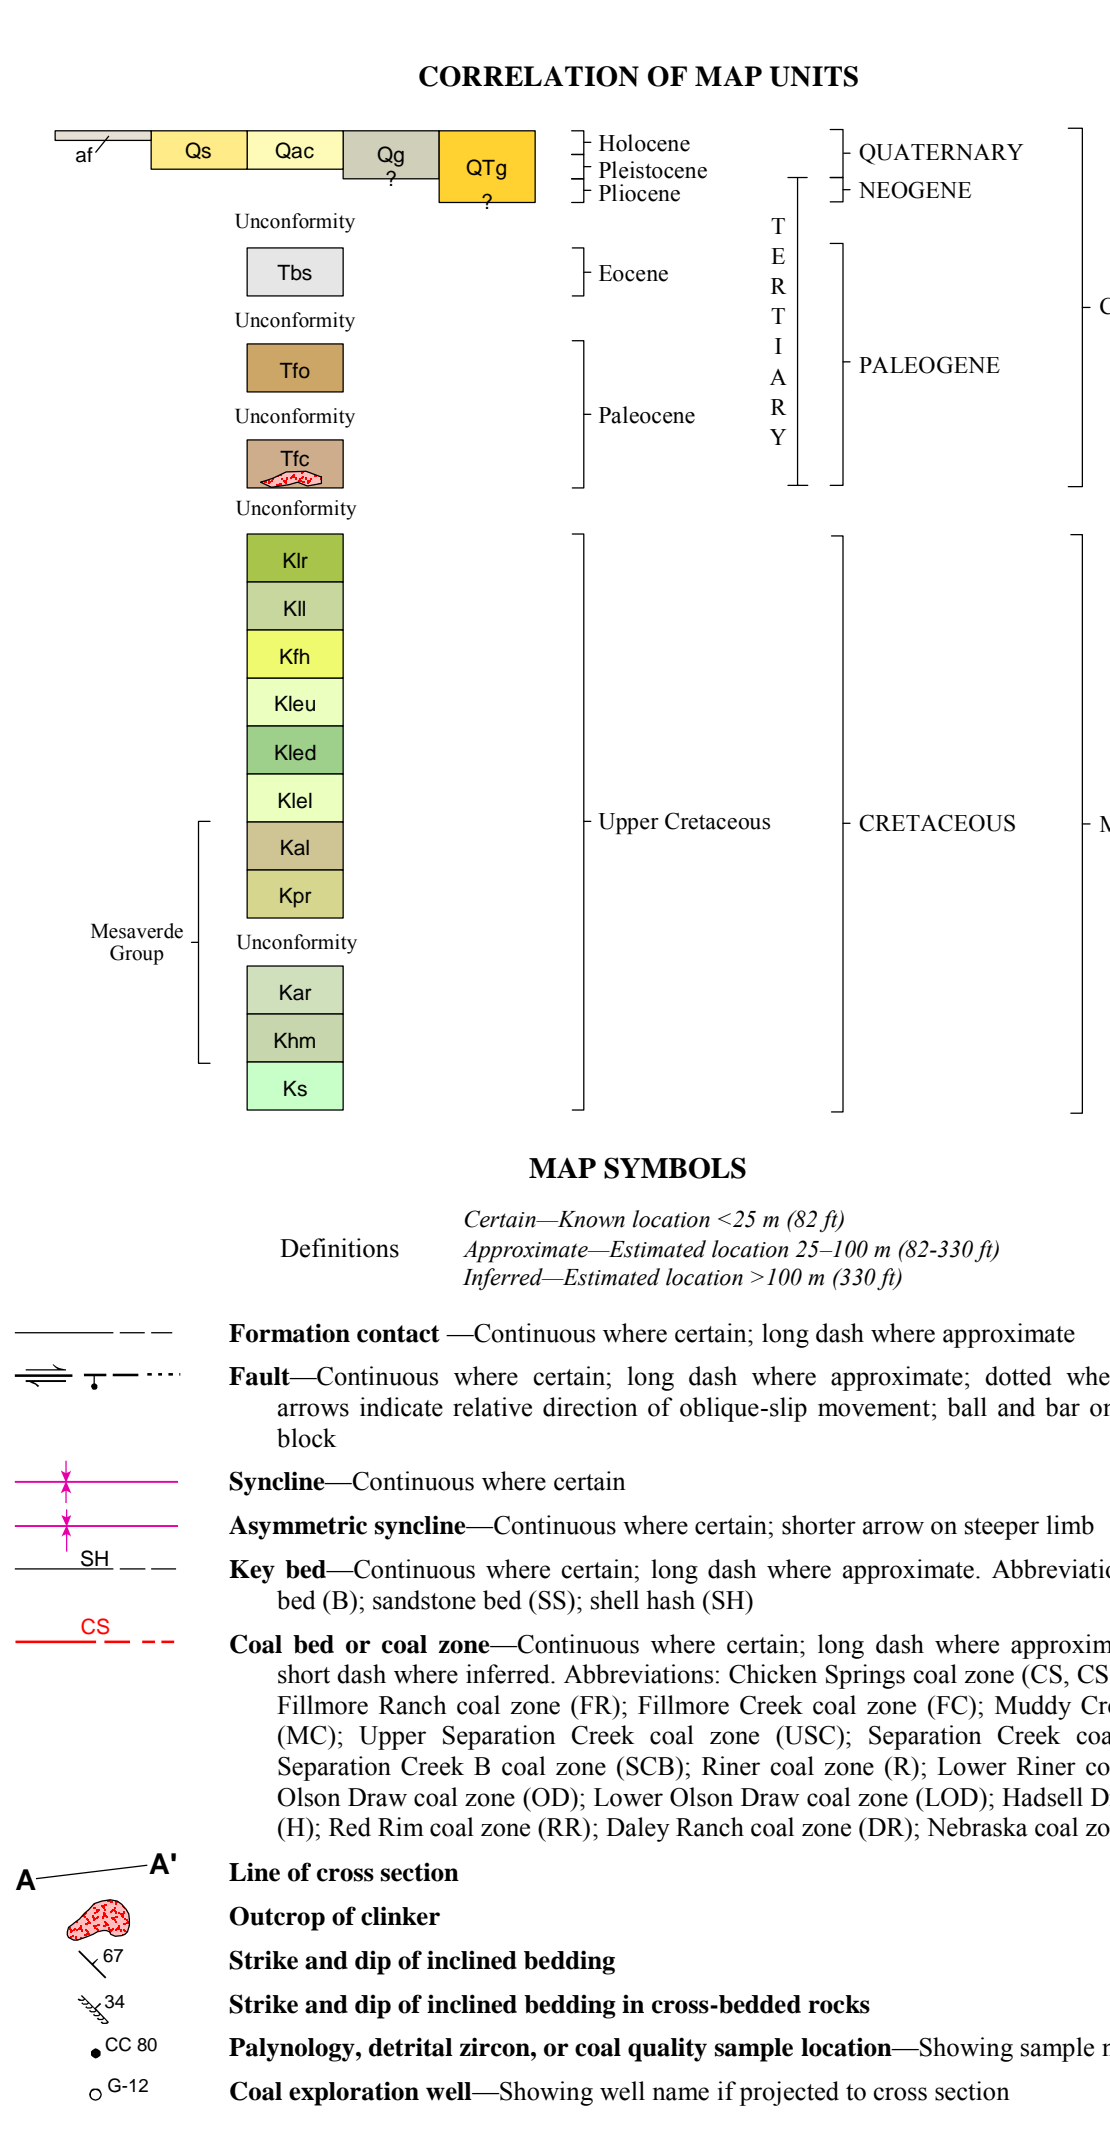 CORRELATION OF MAP UNITS
af
Qs
Qac
Qg
?
QTg
?
Holocene
Pleistocene
Pliocene
QUATERNARY
NEOGENE
Unconformity
Tbs
Eocene
Unconformity
Tfo
Unconformity
Tfc
Paleocene
T
E
R
T
I
A
R
Y
PALEOGENE
C
Unconformity
Klr
Kll
Kfh
Kleu
Kled
Klel
Kal
Kpr
Mesaverde
Group
Unconformity
Kar
Khm
Ks
Upper Cretaceous
CRETACEOUS
M
MAP SYMBOLS
Definitions
Certain—Known location <25 m (82 ft)
Approximate—Estimated location 25–100 m (82-330 ft)
Inferred—Estimated location >100 m (330 ft)
Formation contact —Continuous where certain; long dash where approximate
Fault—Continuous where certain; long dash where approximate; dotted whe
arrows indicate relative direction of oblique-slip movement; ball and bar on
block
Syncline—Continuous where certain
Asymmetric syncline—Continuous where certain; shorter arrow on steeper limb
SH
Key bed—Continuous where certain; long dash where approximate. Abbreviatio
bed (B); sandstone bed (SS); shell hash (SH)
CS
Coal bed or coal zone—Continuous where certain; long dash where approxim
short dash where inferred. Abbreviations: Chicken Springs coal zone (CS, CS
Fillmore Ranch coal zone (FR); Fillmore Creek coal zone (FC); Muddy Cre
(MC); Upper Separation Creek coal zone (USC); Separation Creek coa
Separation Creek B coal zone (SCB); Riner coal zone (R); Lower Riner co
Olson Draw coal zone (OD); Lower Olson Draw coal zone (LOD); Hadsell D
(H); Red Rim coal zone (RR); Daley Ranch coal zone (DR); Nebraska coal zo
A A'
Line of cross section
Outcrop of clinker
67
Strike and dip of inclined bedding
34
Strike and dip of inclined bedding in cross-bedded rocks
CC 80
Palynology, detrital zircon, or coal quality sample location—Showing sample n
G-12
Coal exploration well—Showing well name if projected to cross section